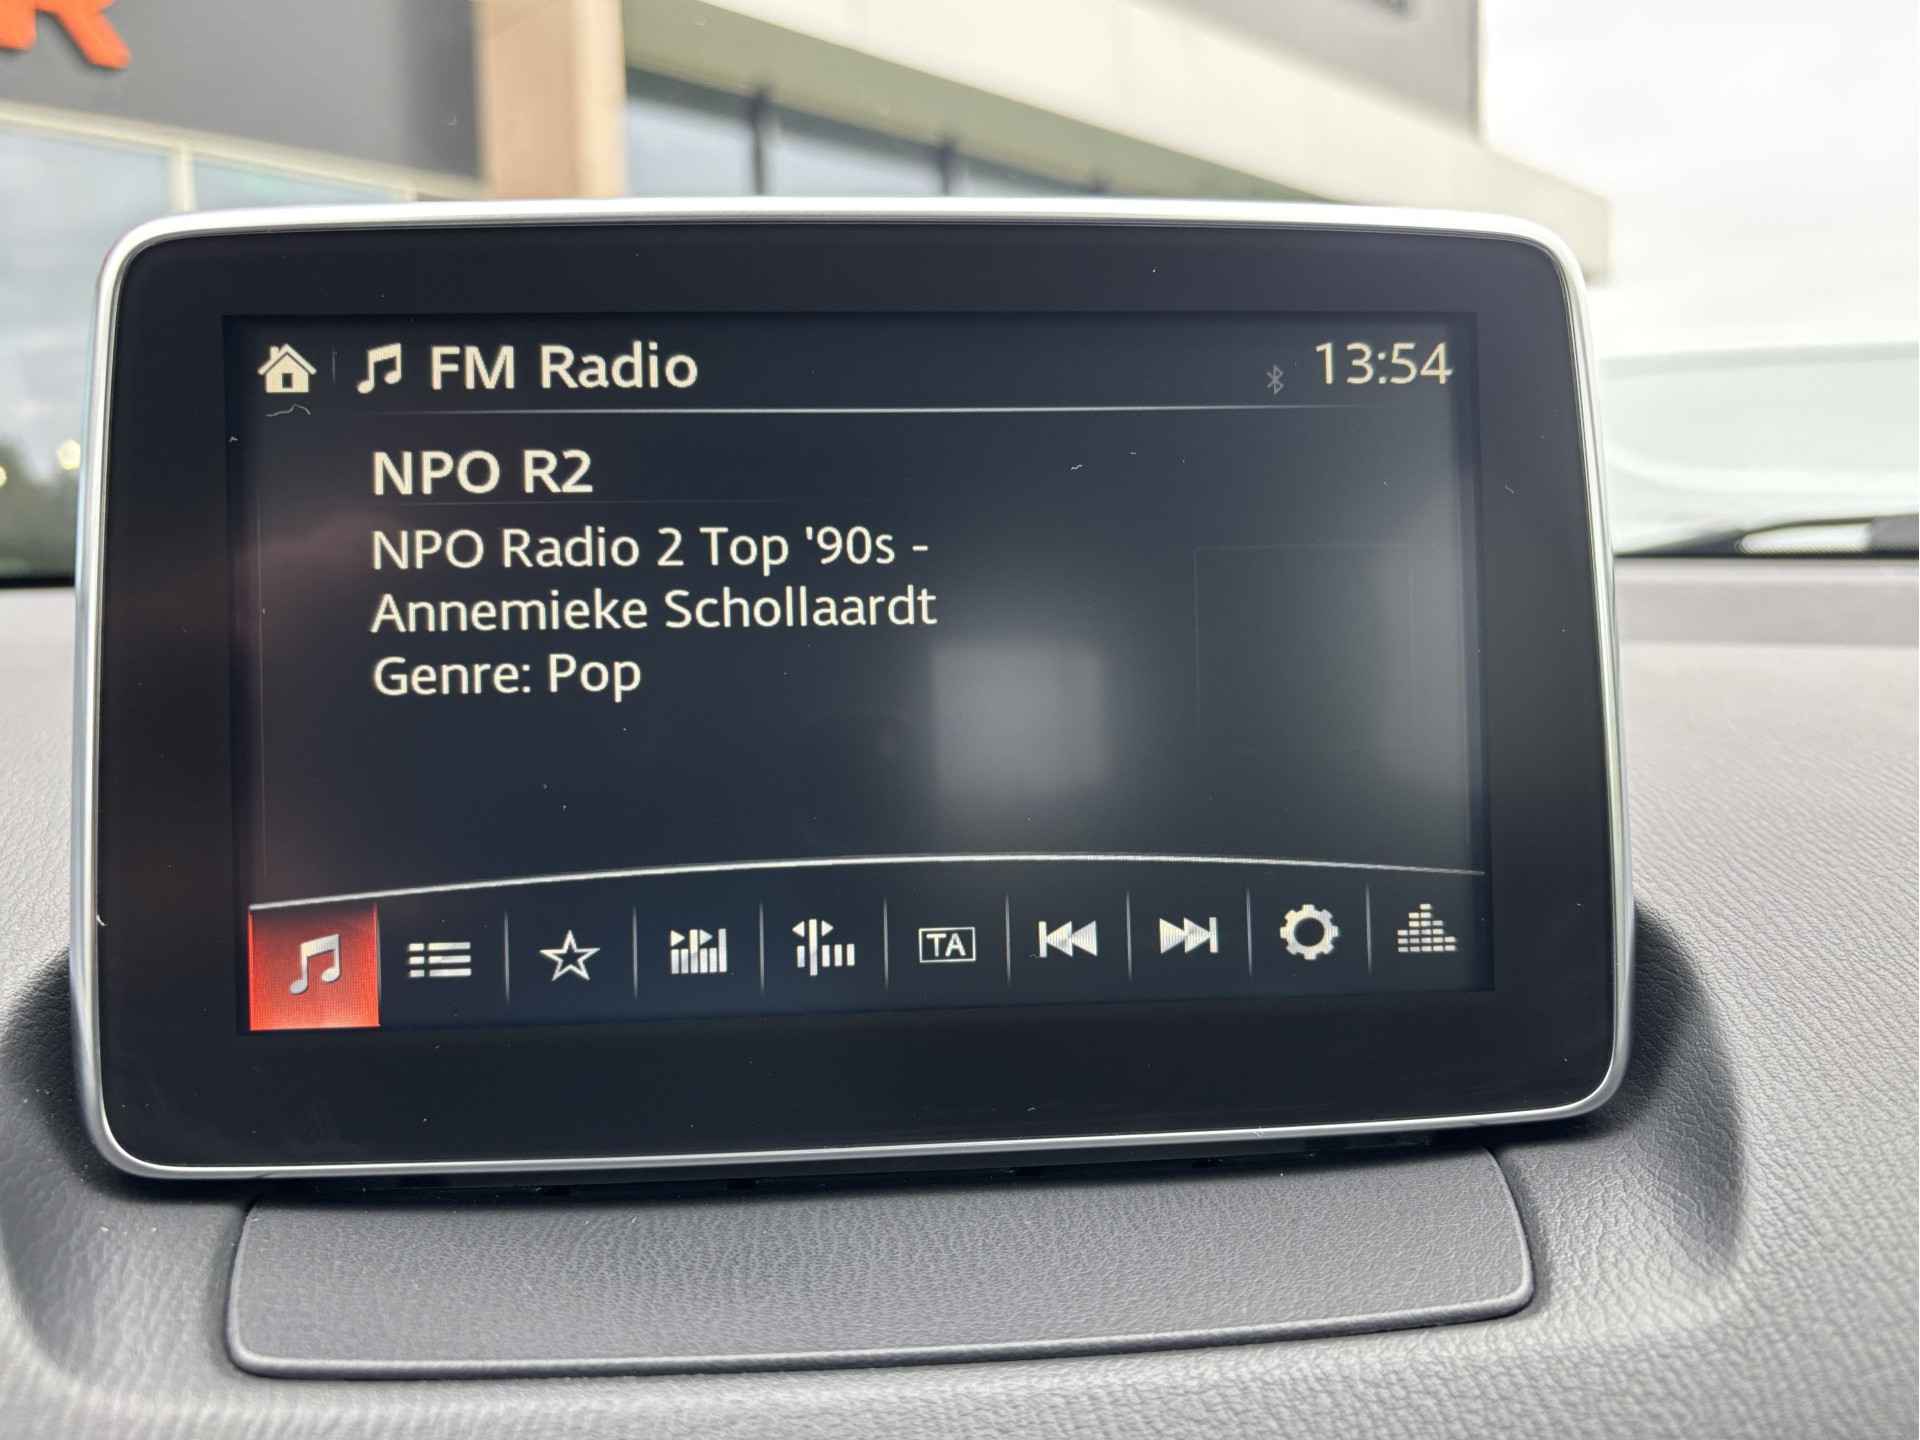 FM Radio
13:54
NPO R2
NPO Radio 2 Top '90s -
Annemieke Schollaardt
Genre: Pop
TA